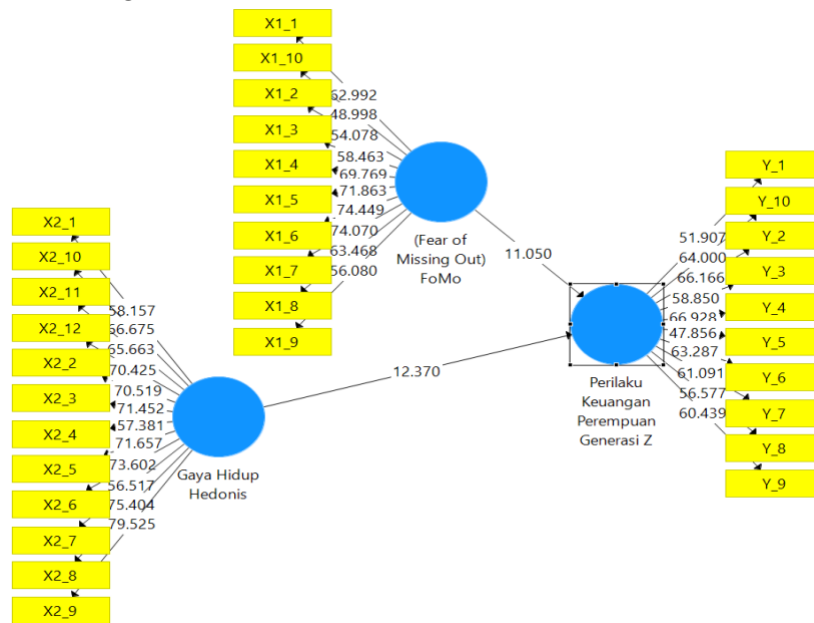 X1_1
X1_10
X1_2
X1_3
X1_4
X1_5
X1_6
X1_7
X1_8
X1_9
62.992
48.998
54.078
58.463
69.769
71.863
74.449
74.070
63.468
56.080
(Fear of
Missing Out)
FoMo
11.050
X2_1
X2_10
X2_11
X2_12
X2_2
X2_3
X2_4
X2_5
X2_6
X2_7
X2_8
X2_9
58.157
66.675
65.663
70.425
70.519
71.452
57.381
71.657
73.602
56.517
75.404
79.525
Gaya Hidup
Hedonis
12.370
Perilaku
Keuangan
Perempuan
Generasi Z
51.907
64.000
66.166
58.850
66.928
47.856
63.287
61.091
56.577
60.439
Y_1
Y_10
Y_2
Y_3
Y_4
Y_5
Y_6
Y_7
Y_8
Y_9